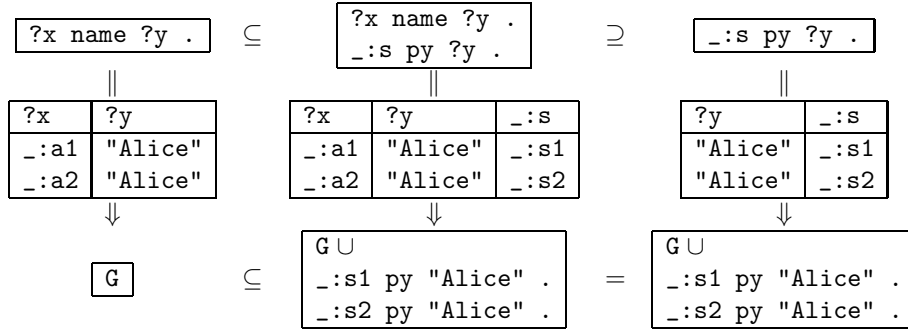 ?x name ?y . ⊆ ?x name ?y . ⊇ _:s py ?y .
_:s py ?y .
|| || ||
?x ?y ?x ?y _:s ?y _:s
_:a1 "Alice" _:a1 "Alice" _:s1 "Alice" _:s1
_:a2 "Alice" _:a2 "Alice" _:s2 "Alice" _:s2
⇓ ⇓ ⇓
G ∪ G ∪
G ⊆ _:s1 py "Alice" . = _:s1 py "Alice" .
_:s2 py "Alice" . _:s2 py "Alice" .